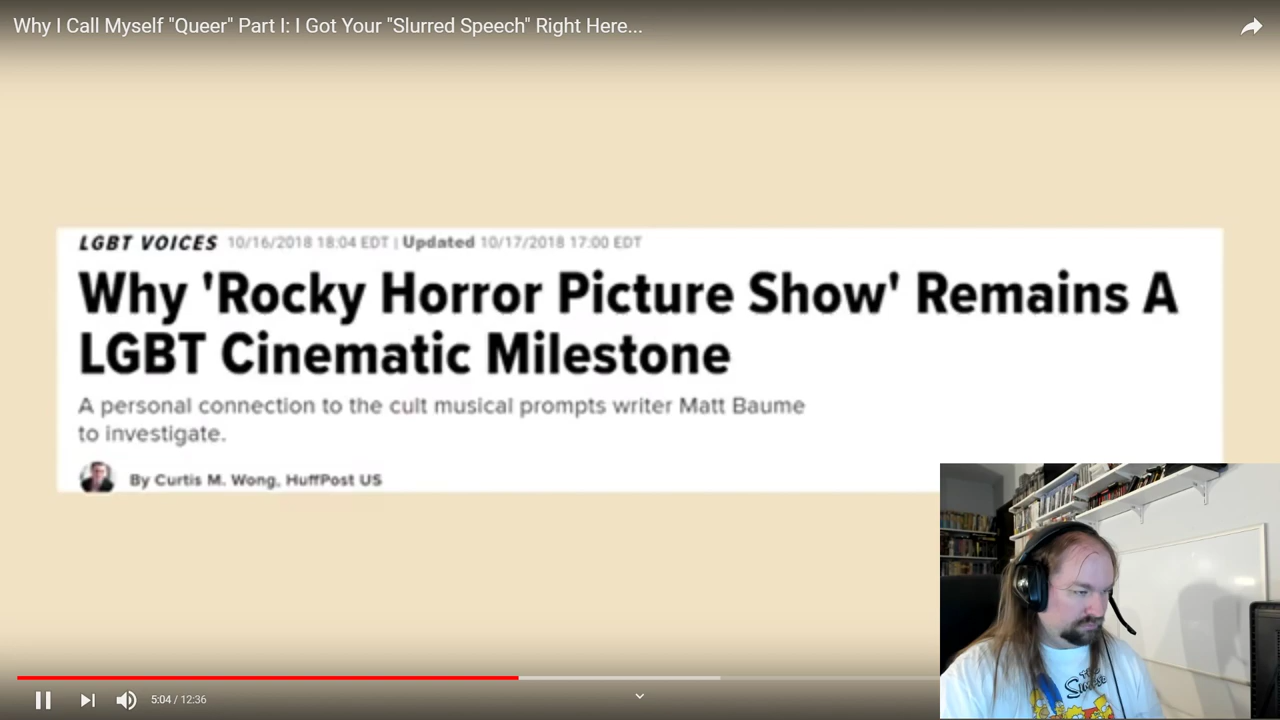 Why I Call Myself "Queer" Part I: I Got Your "Slurred Speech" Right Here...
LGBT VOICES 10/16/2018 18:04 EDT | Updated 10/17/2018 17:00 EDT
Why 'Rocky Horror Picture Show' Remains A
LGBT Cinematic Milestone
A personal connection to the cult musical prompts writer Matt Baume
to investigate.
By Curtis M. Wong, HuffPost US
5:04 / 12:36
THE